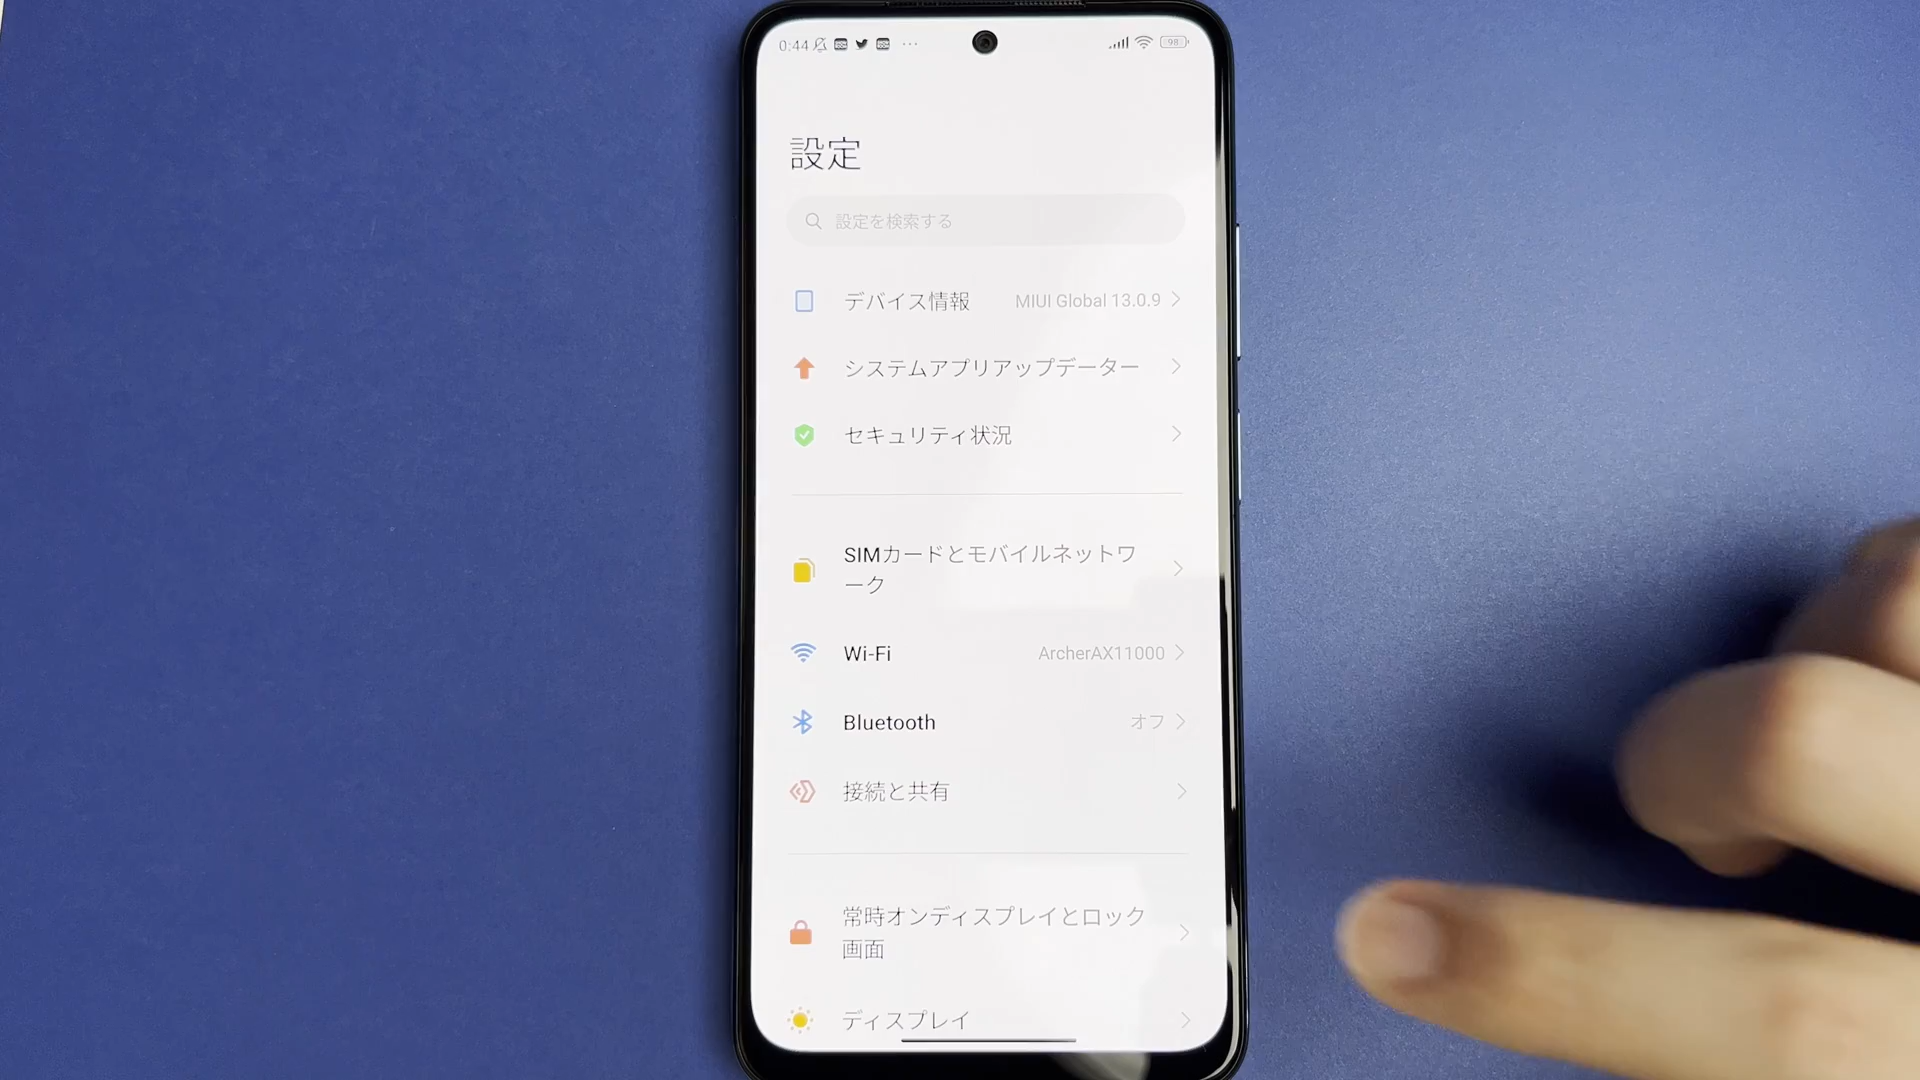 0:44
98
設定
設定を検索する
デバイス情報 MIUI Global 13.0.9
システムアプリアップデーター
セキュリティ状況
SIMカードとモバイルネットワ
ーク
Wi-Fi ArcherAX11000
Bluetooth オフ
接続と共有
常時オンディスプレイとロック
画面
ディスプレイ